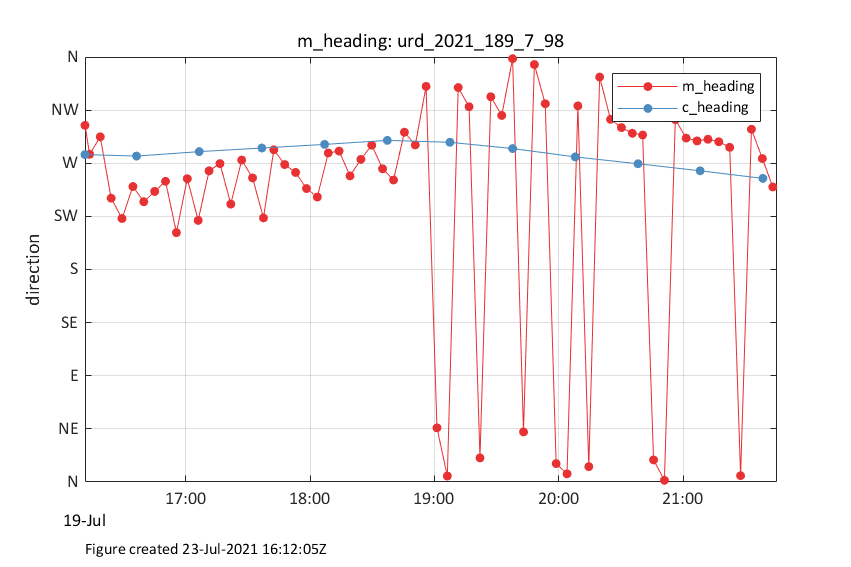 m_heading: urd_2021_189_7_98
N
NW
W
SW
S
SE
E
NE
N
direction
m_heading
c_heading
17:00 18:00 19:00 20:00 21:00
19-Jul
Figure created 23-Jul-2021 16:12:05Z